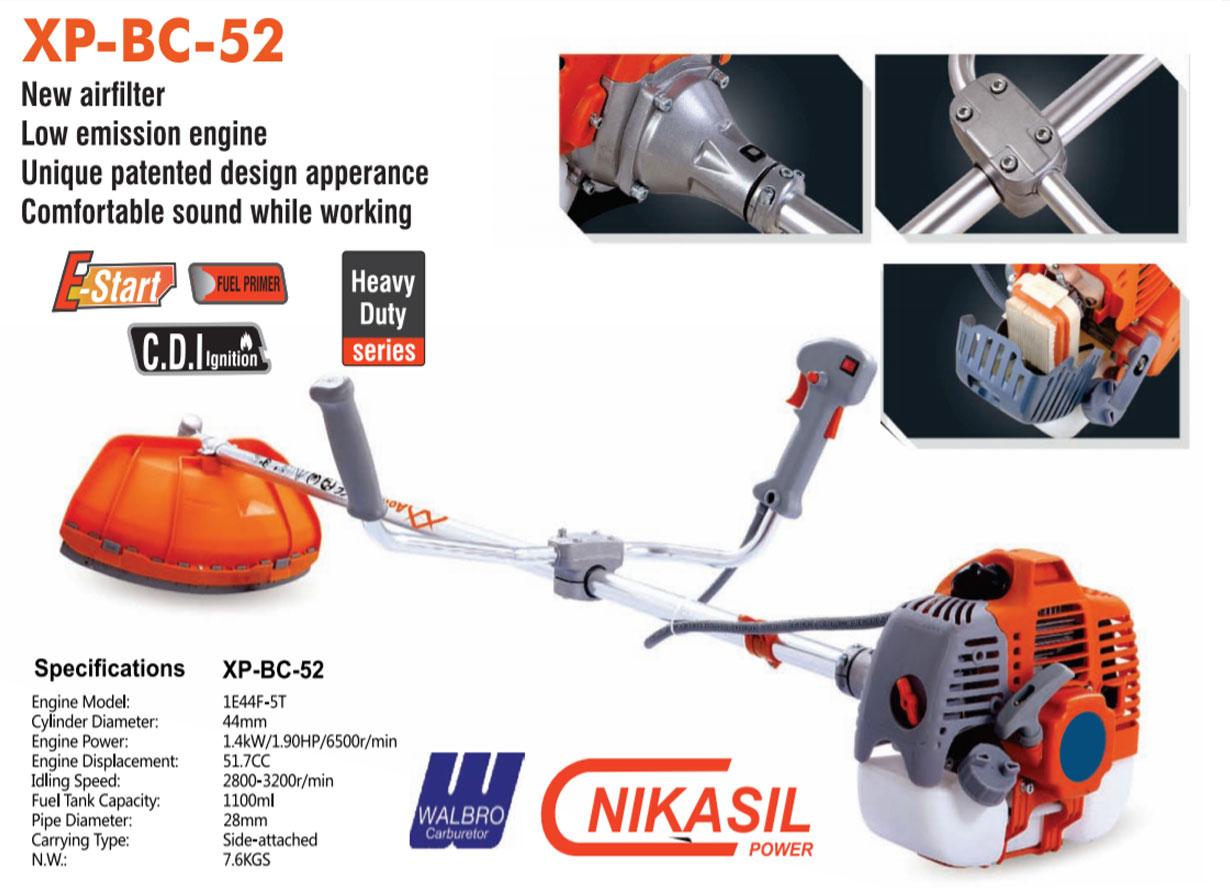 XP-BC-52
New airfilter
Low emission engine
Unique patented design apperance
Comfortable sound while working
E-Start
FUEL PRIMER
C.D.I Ignition
Heavy
Duty
series
Specifications XP-BC-52
Engine Model: 1E44F-5T
Cylinder Diameter: 44mm
Engine Power: 1.4kW/1.90HP/6500r/min
Engine Displacement: 51.7CC
Idling Speed: 2800-3200r/min
Fuel Tank Capacity: 1100ml
Pipe Diameter: 28mm
Carrying Type: Side-attached
N.W.: 7.6KGS
WALBRO
Carburetor
NIKASIL
POWER